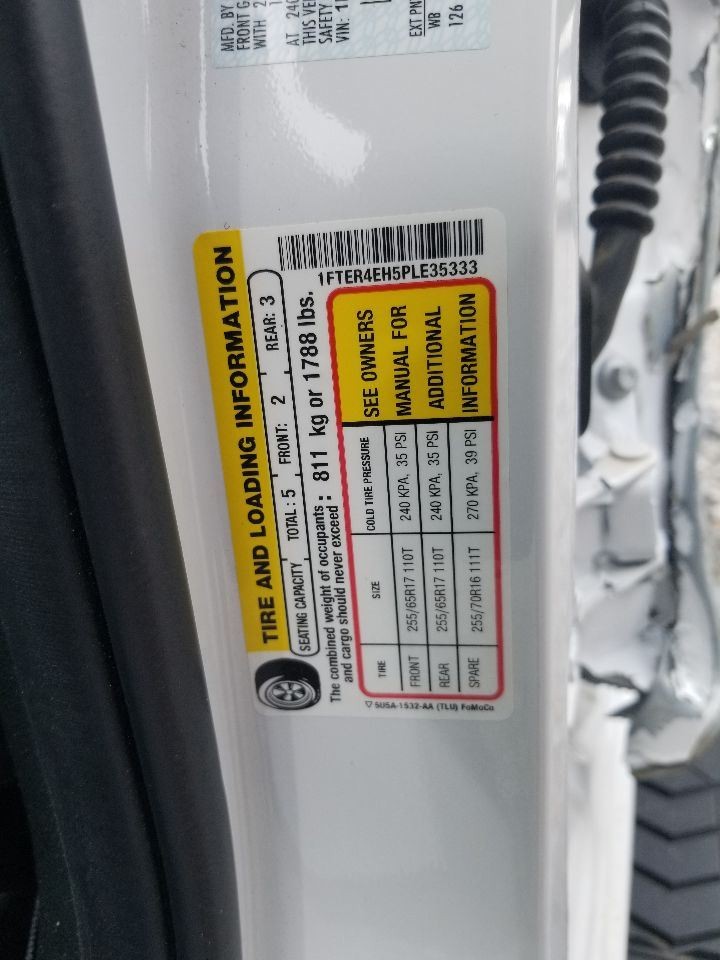 MFD. BY
FRONT G
WITH 2
AT 240
THIS VE
SAFETY
VIN: 1
EXT PN
WB
126
TIRE AND LOADING INFORMATION
SEATING CAPACITY TOTAL: 5 FRONT: 2 REAR: 3
The combined weight of occupants
and cargo should never exceed : 811 kg or 1788 lbs.
1FTER4EH5PLE35333
TIRE SIZE COLD TIRE PRESSURE SEE OWNERS
FRONT 255/65R17 110T 240 KPA, 35 PSI MANUAL FOR
REAR 255/65R17 110T 240 KPA, 35 PSI ADDITIONAL
SPARE 255/70R16 111T 270 KPA, 39 PSI INFORMATION
5U5A-1532-AA (TLU) FoMoCo